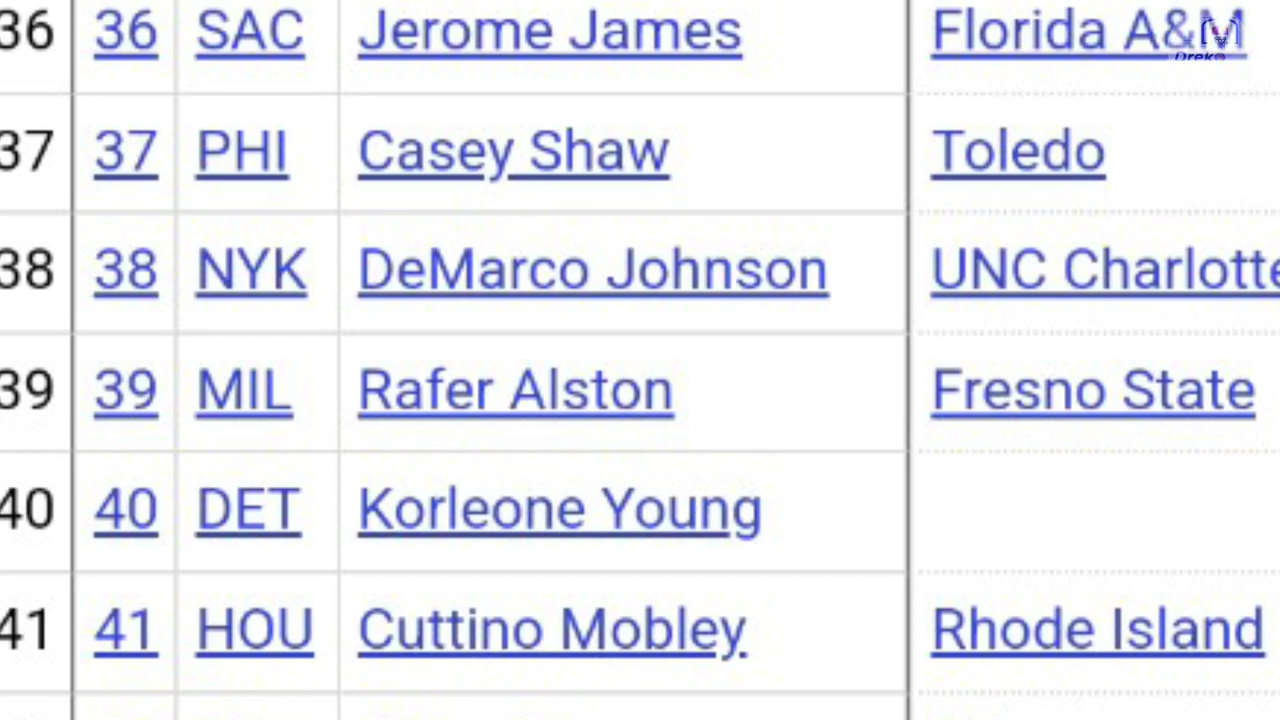 36 36 SAC Jerome James Florida A&M
Dreko
37 37 PHI Casey Shaw Toledo
38 38 NYK DeMarco Johnson UNC Charlotte
39 39 MIL Rafer Alston Fresno State
40 40 DET Korleone Young
41 41 HOU Cuttino Mobley Rhode Island